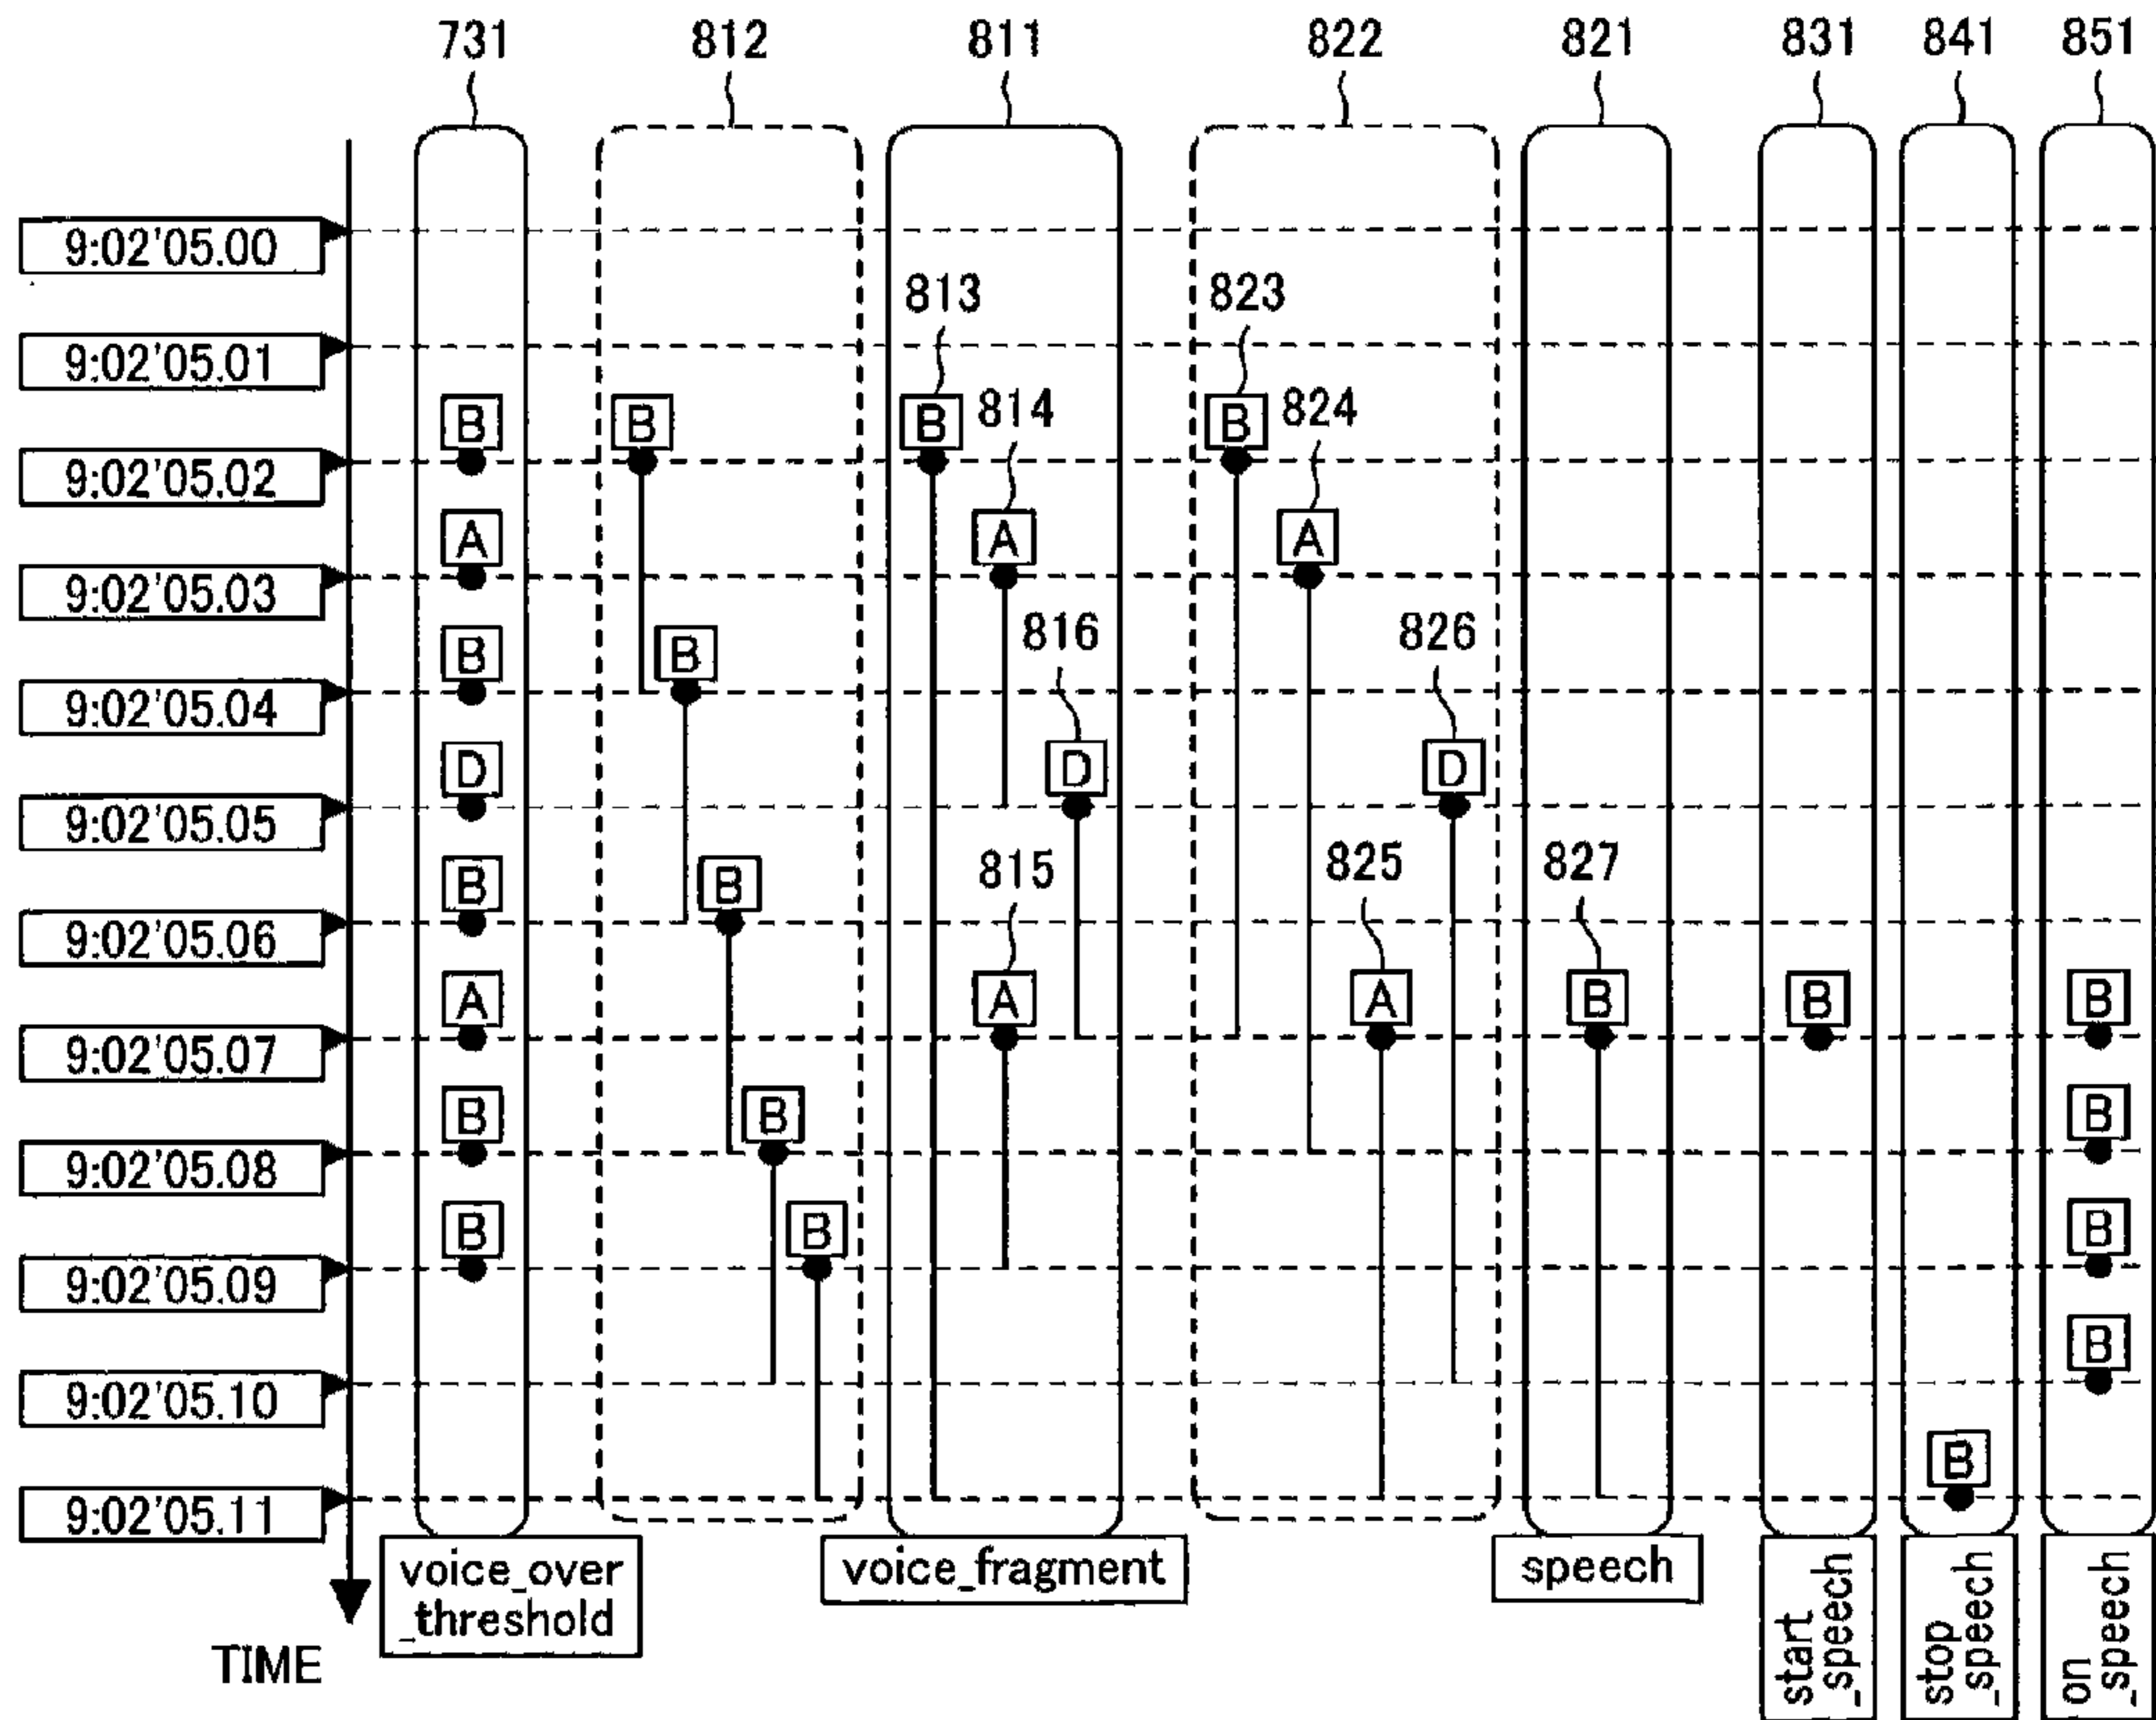 731 812 811 822 821 831 841 851
9:02'05.00
813 823
9:02'05.01
B B B 814 B 824
9:02'05.02
A A A
9:02'05.03
816 826
B B
9:02'05.04
D D D
9:02'05.05
815 825 827
B B
9:02'05.06
A A A B B B
9:02'05.07
B B B
9:02'05.08
B B B
9:02'05.09
B
9:02'05.10
B
9:02'05.11
voice_over
_threshold
voice_fragment
speech
start
_speech
stop
_speech
on
_speech
TIME